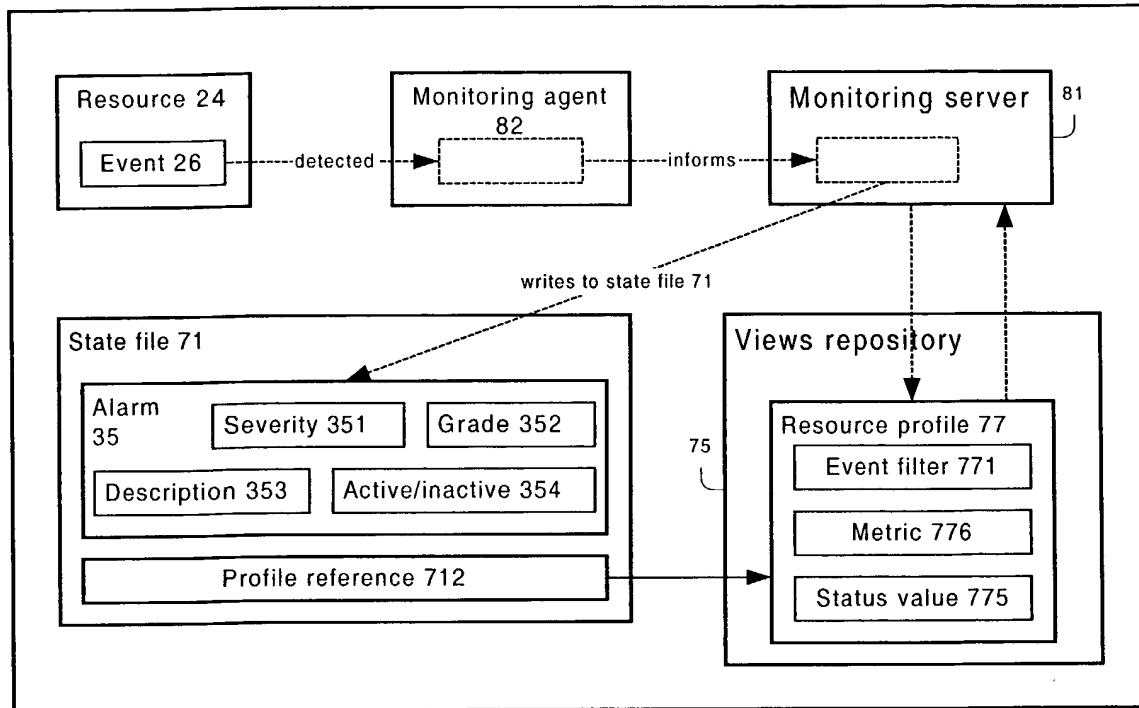 Resource 24
Event 26
detected
Monitoring agent
82
informs
Monitoring server
81
writes to state file 71
State file 71
Alarm
35
Severity 351
Grade 352
Description 353
Active/inactive 354
Profile reference 712
Views repository
75
Resource profile 77
Event filter 771
Metric 776
Status value 775